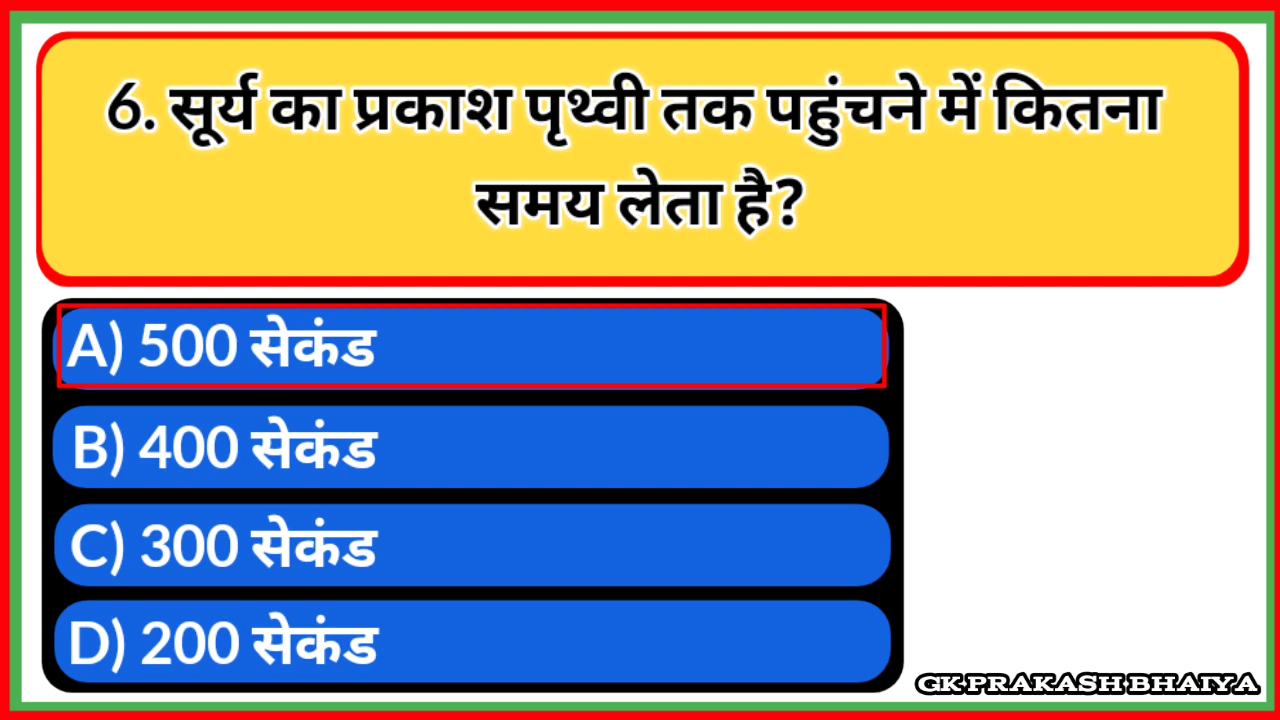 6. सूर्य का प्रकाश पृथ्वी तक पहुंचने में कितना
समय लेता है?
A) 500 सेकंड
B) 400 सेकंड
C) 300 सेकंड
D) 200 सेकंड
GK PRAKASH BHAIYA